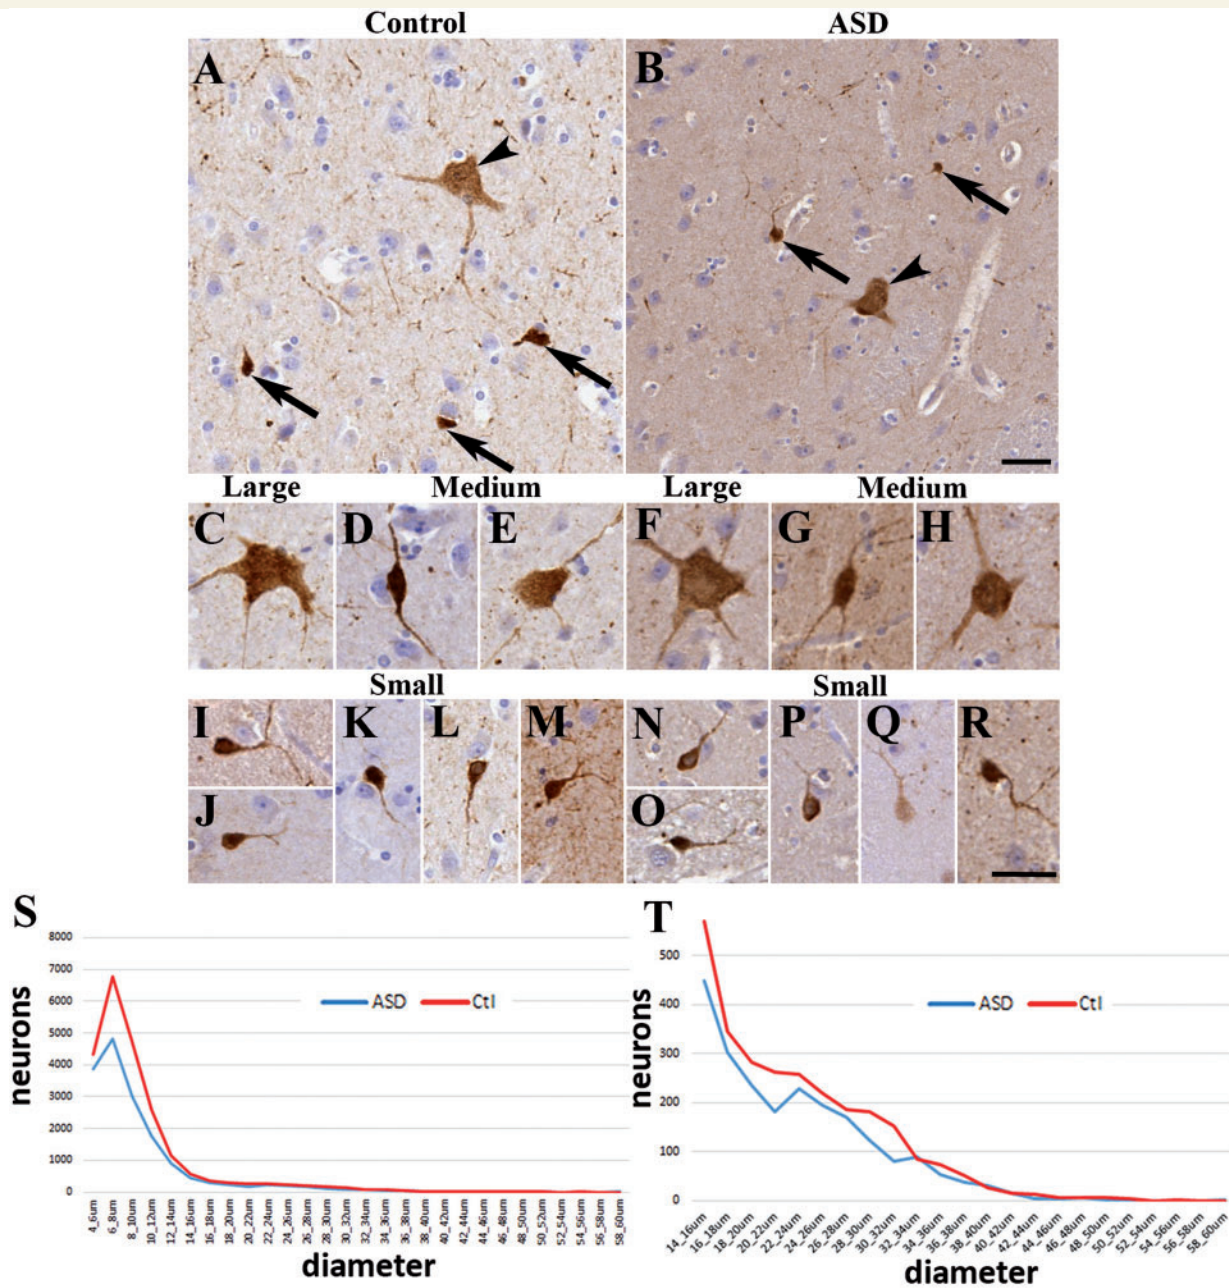 Control ASD
A B
Large Medium Large Medium
C D E F G H
Small Small
I K L M N P Q R
J O
S
8000
7000
6000
5000
4000
3000
2000
1000
0
neurons
ASD Ctl
4_6um 6_8um 8_10um 10_12um 12_14um 14_16um 16_18um 18_20um 20_22um 22_24um 24_26um 26_28um 28_30um 30_32um 32_34um 34_36um 36_38um 38_40um 40_42um 42_44um 44_46um 46_48um 48_50um 50_52um 52_54um 54_56um 56_58um 58_60um
diameter
T
500
400
300
200
100
0
neurons
ASD Ctl
14_16um 16_18um 18_20um 20_22um 22_24um 24_26um 26_28um 28_30um 30_32um 32_34um 34_36um 36_38um 38_40um 40_42um 42_44um 44_46um 46_48um 48_50um 50_52um 52_54um 54_56um 56_58um 58_60um
diameter